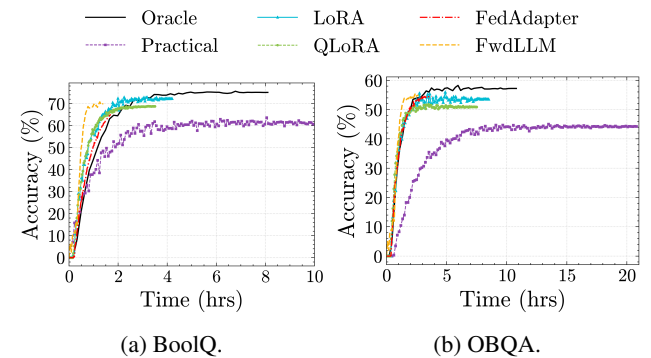 Oracle LoRA FedAdapter
Practical QLoRA FwdLLM
Accuracy (%)
70
60
50
40
30
20
10
0
0 2 4 6 8 10
Time (hrs)
(a) BoolQ.
Accuracy (%)
60
50
40
30
20
10
0
0 5 10 15 20
Time (hrs)
(b) OBQA.